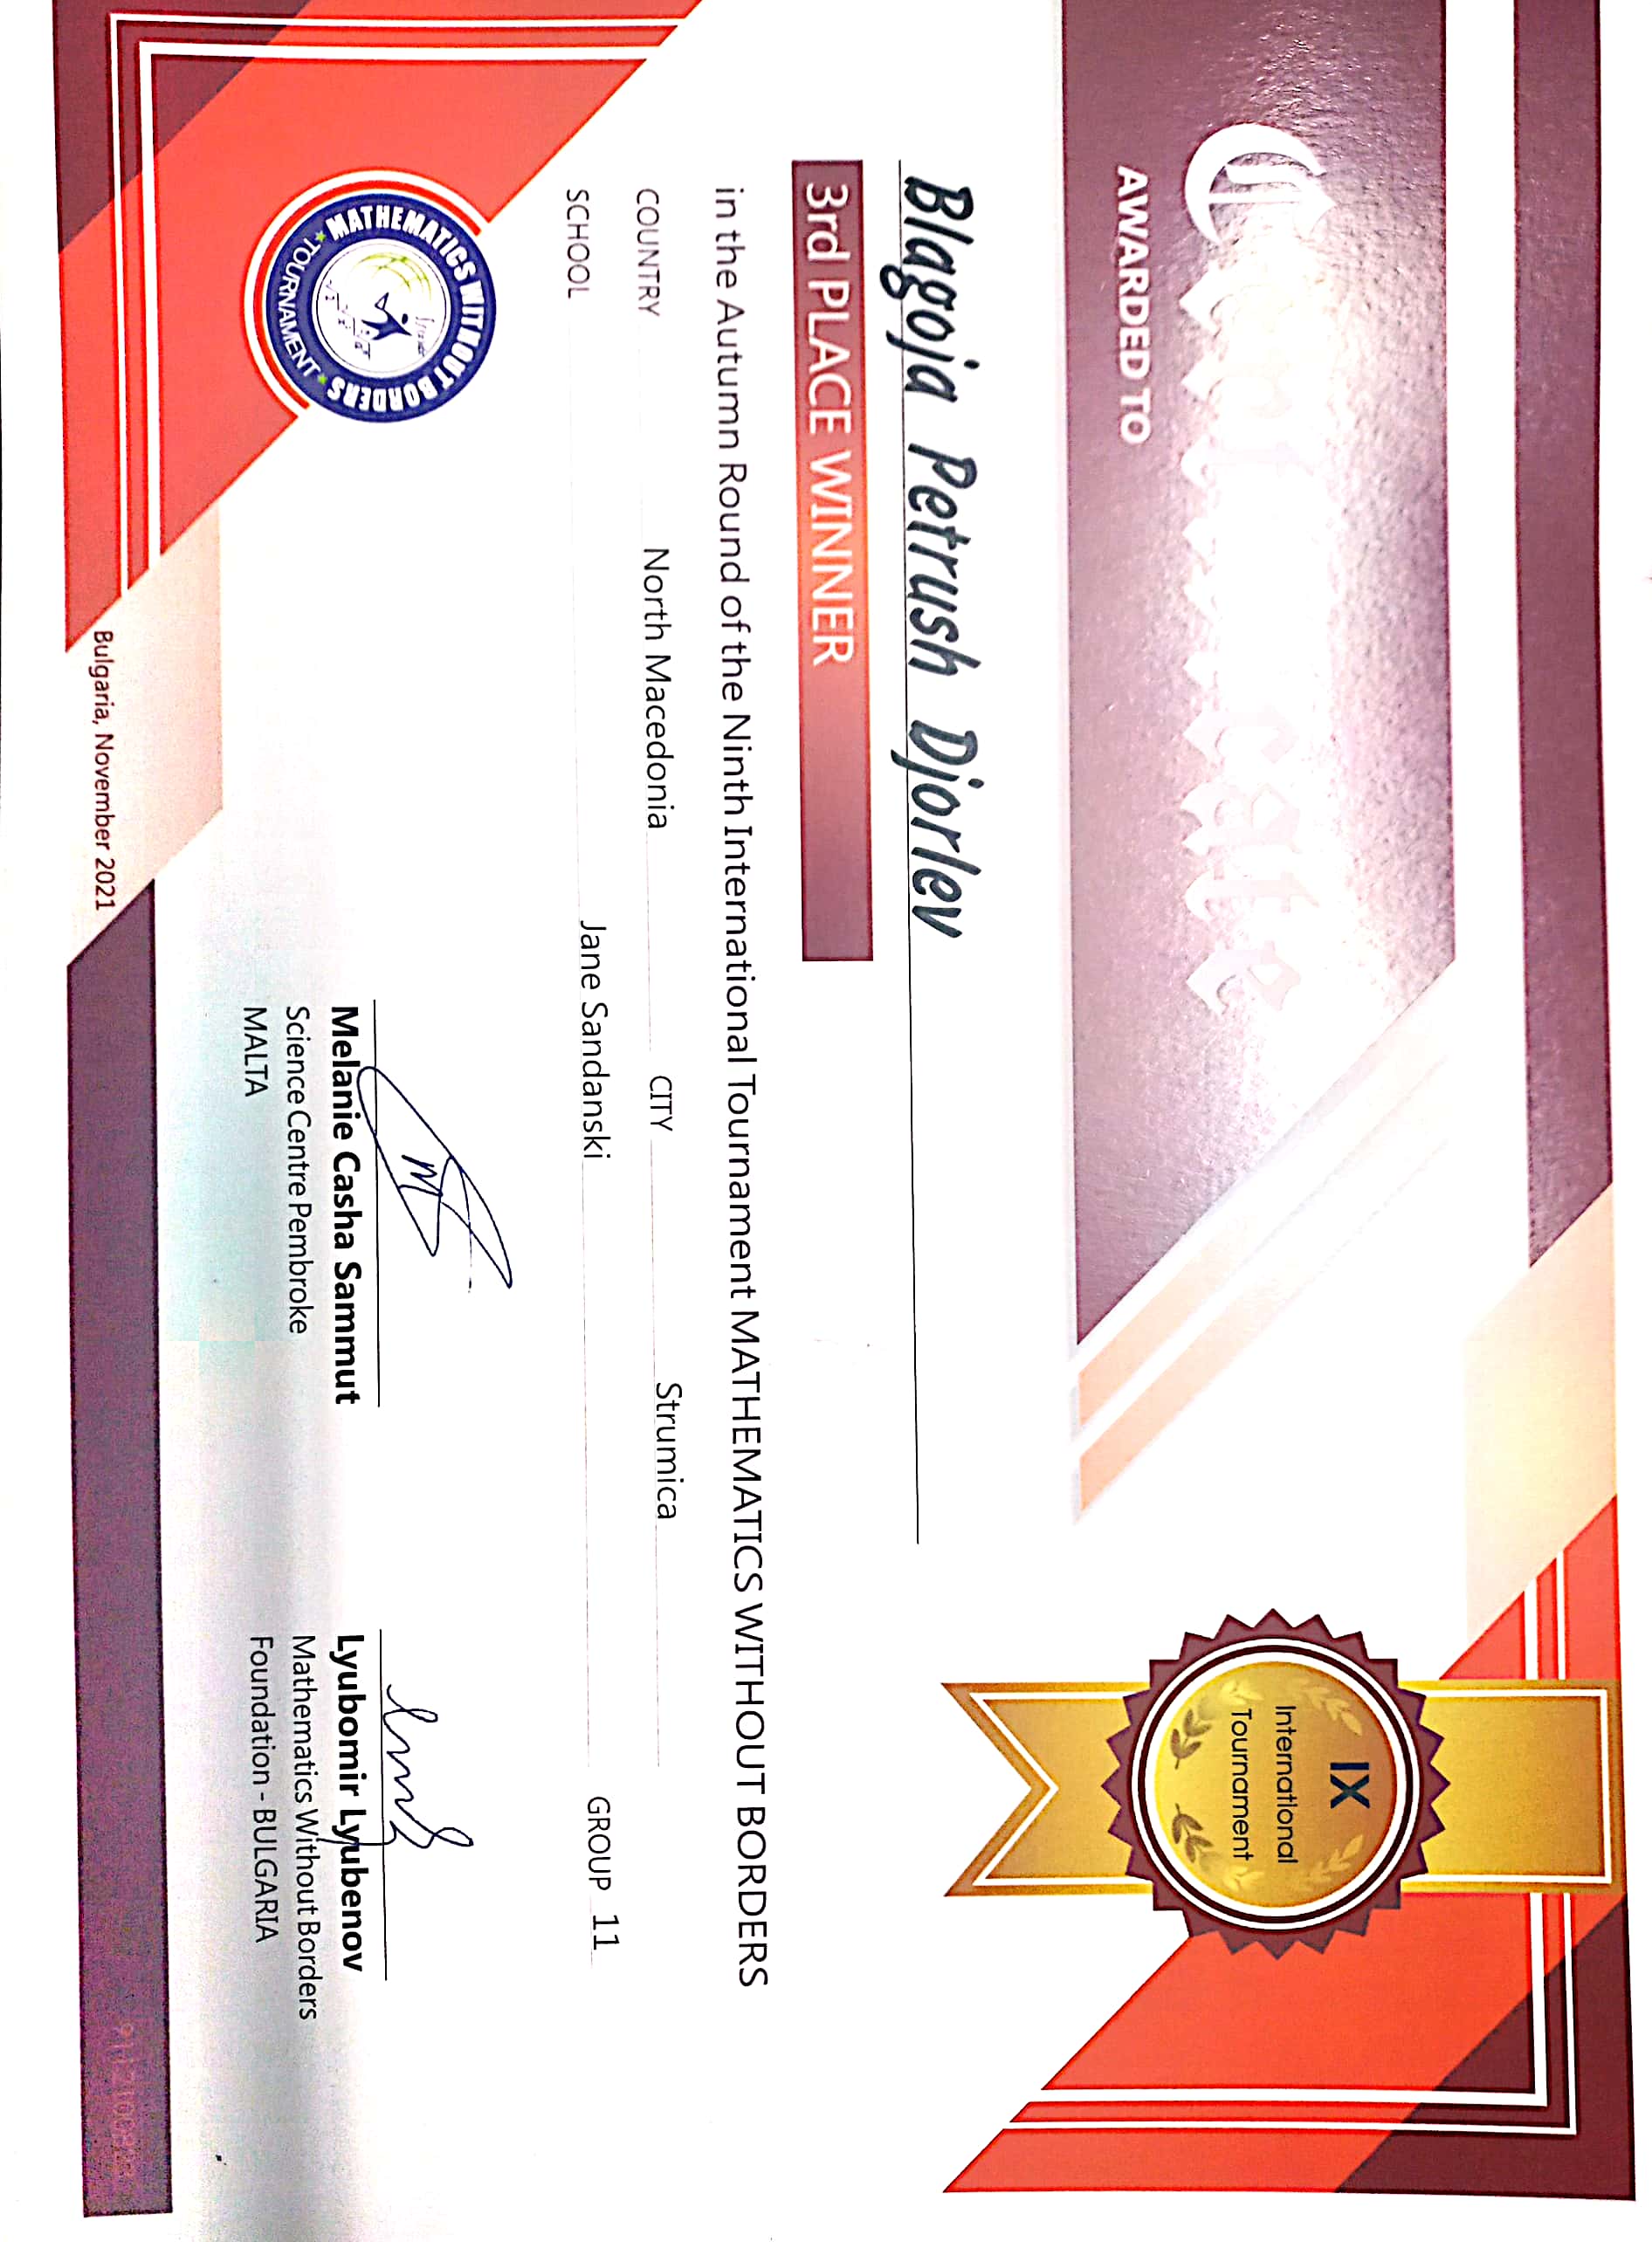 Certificate
AWARDED TO
IX
International
Tournament
Blagoja Petrush Djorlev
3rd PLACE WINNER
in the Autumn Round of the Ninth International Tournament MATHEMATICS WITHOUT BORDERS
COUNTRY North Macedonia CITY Strumica
SCHOOL Jane Sandanski GROUP 11
MATHEMATICS WITHOUT BORDERS
TOURNAMENT
Melanie Casha Sammut
Science Centre Pembroke
MALTA
Lyubomir Lyubenov
Mathematics Without Borders
Foundation - BULGARIA
Bulgaria, November 2021